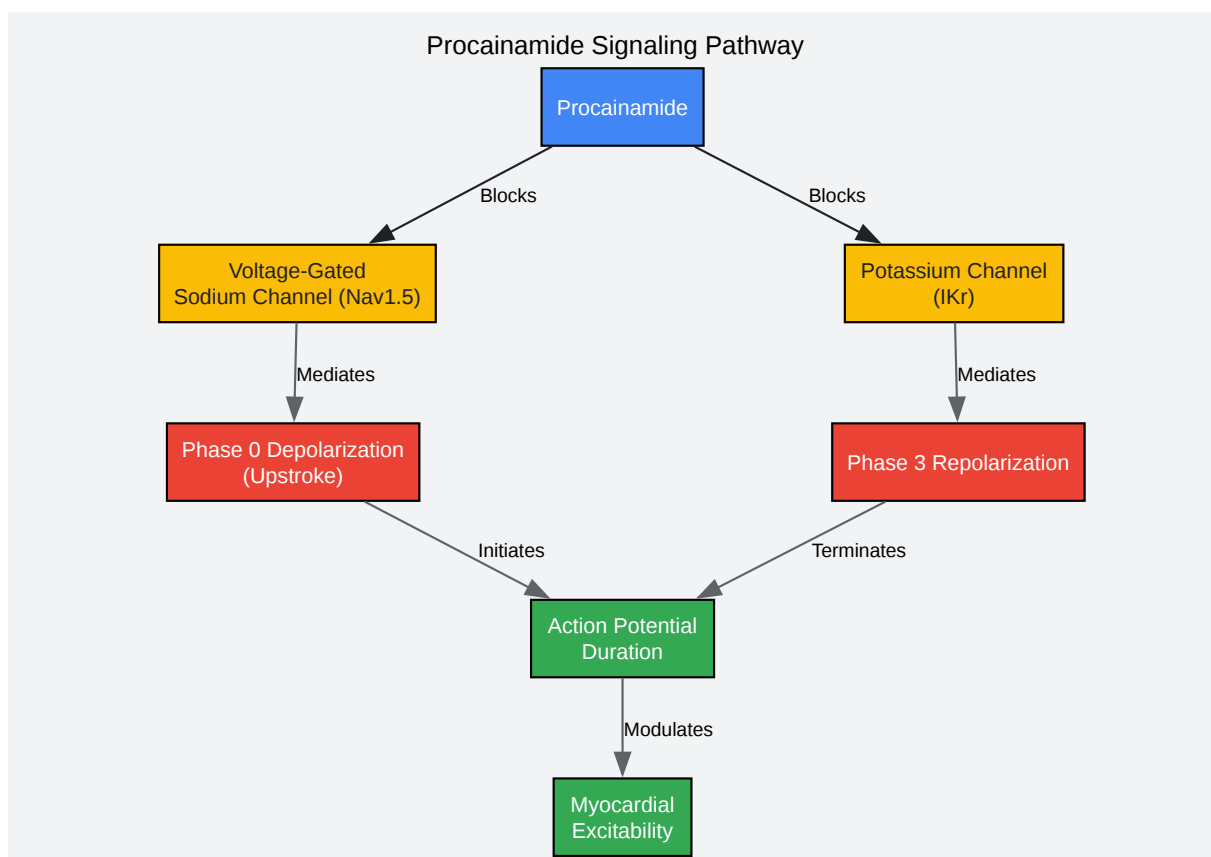 Procainamide Signaling Pathway
Procainamide
Blocks
Blocks
Voltage-Gated
Sodium Channel (Nav1.5)
Potassium Channel
(IKr)
Mediates
Mediates
Phase 0 Depolarization
(Upstroke)
Phase 3 Repolarization
Initiates
Terminates
Action Potential
Duration
Modulates
Myocardial
Excitability